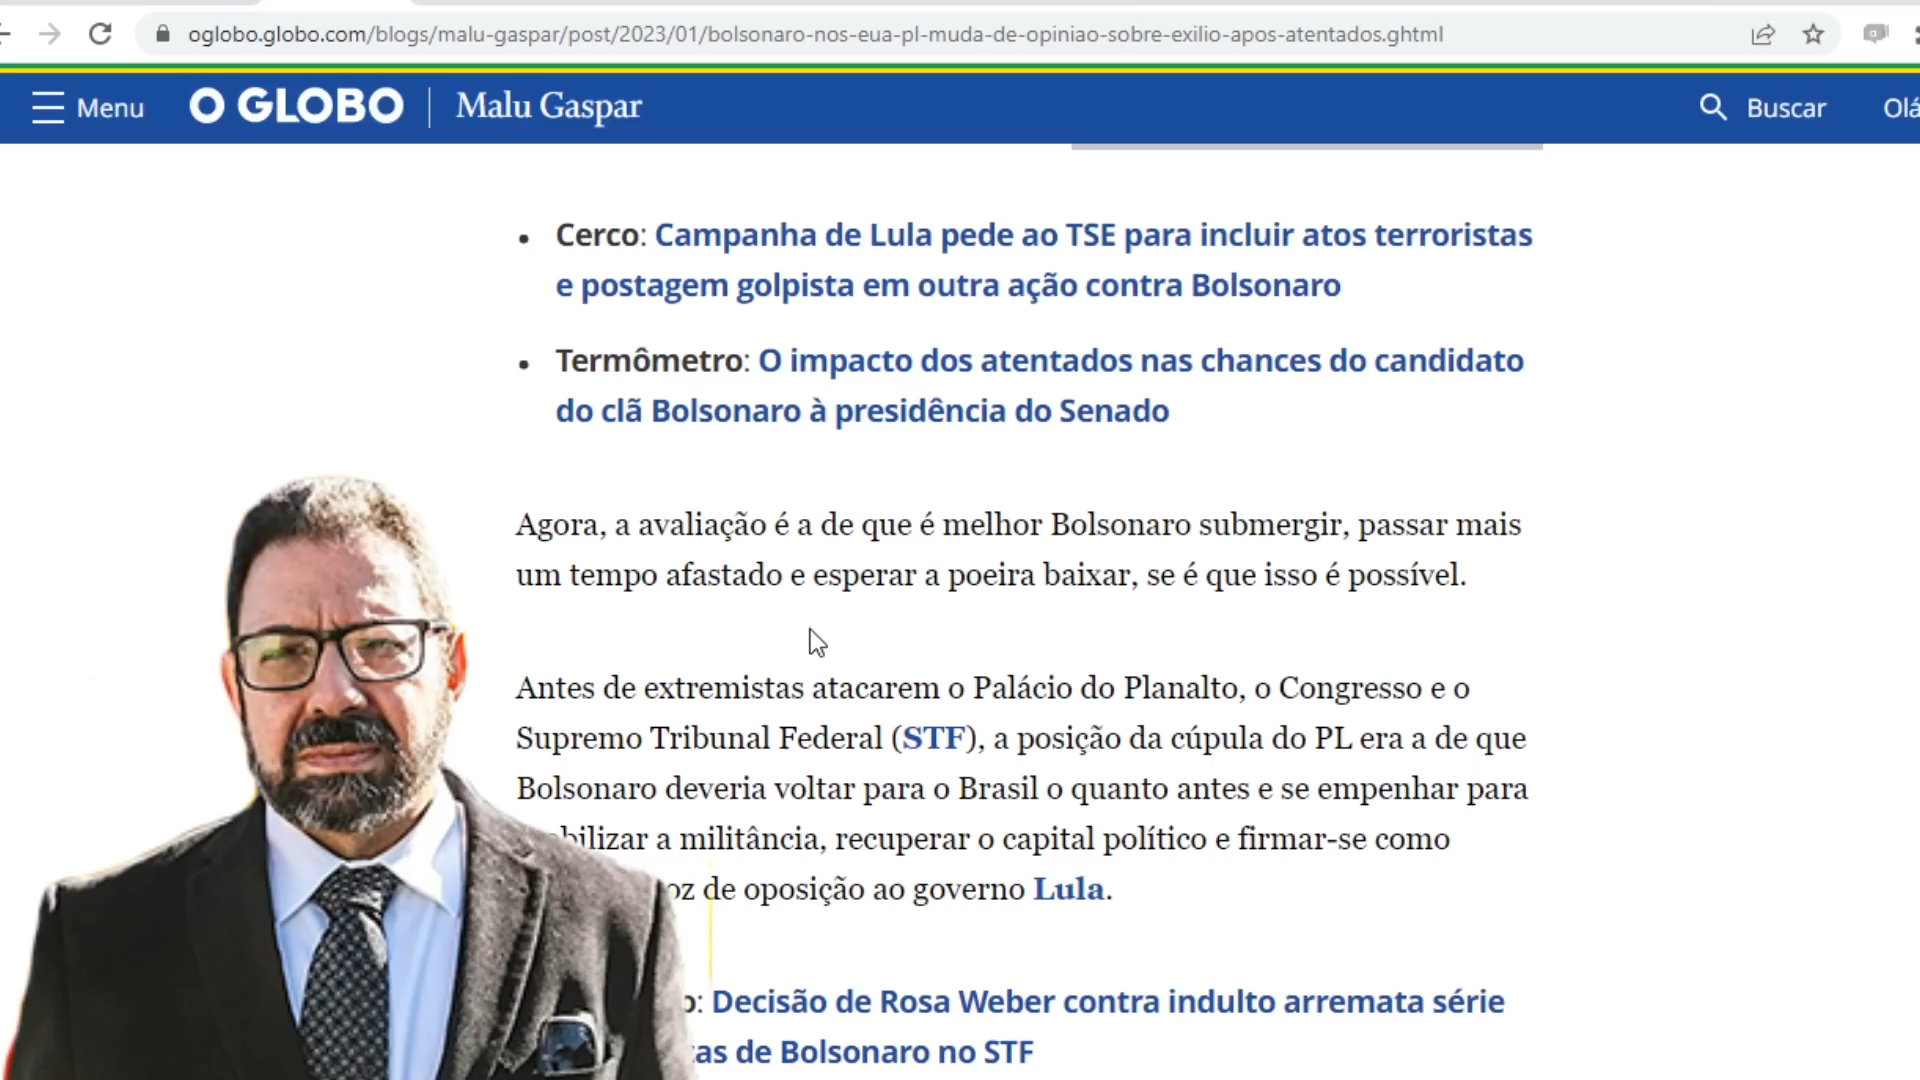 oglobo.globo.com/blogs/malu-gaspar/post/2023/01/bolsonaro-nos-eua-pl-muda-de-opiniao-sobre-exilio-apos-atentados.ghtml
Menu O GLOBO Malu Gaspar Buscar Olá
• Cerco: Campanha de Lula pede ao TSE para incluir atos terroristas
e postagem golpista em outra ação contra Bolsonaro
• Termômetro: O impacto dos atentados nas chances do candidato
do clã Bolsonaro à presidência do Senado
Agora, a avaliação é a de que é melhor Bolsonaro submergir, passar mais
um tempo afastado e esperar a poeira baixar, se é que isso é possível.
Antes de extremistas atacarem o Palácio do Planalto, o Congresso e o
Supremo Tribunal Federal (STF), a posição da cúpula do PL era a de que
Bolsonaro deveria voltar para o Brasil o quanto antes e se empenhar para
bilizar a militância, recuperar o capital político e firmar-se como
oz de oposição ao governo Lula.
o: Decisão de Rosa Weber contra indulto arremata série
as de Bolsonaro no STF